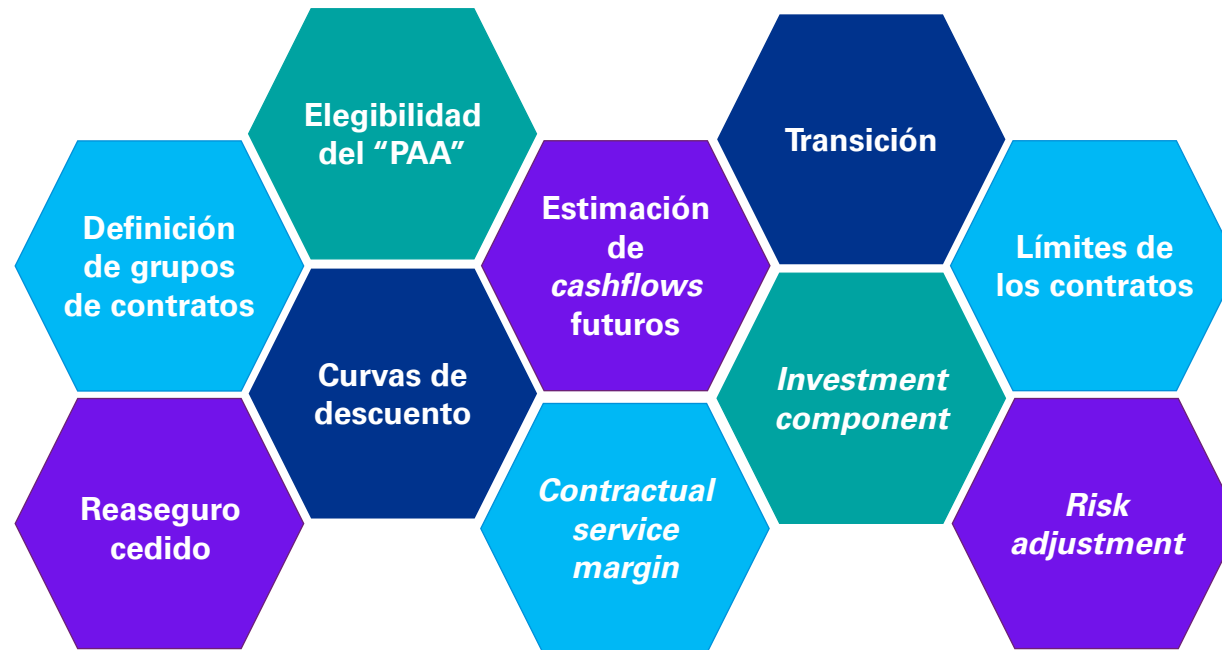 Elegibilidad
del “PAA”
Transición
Definición
de grupos
de contratos
Estimación
de
cashflows
futuros
Límites de
los contratos
Curvas de
descuento
Investment
component
Reaseguro
cedido
Contractual
service
margin
Risk
adjustment